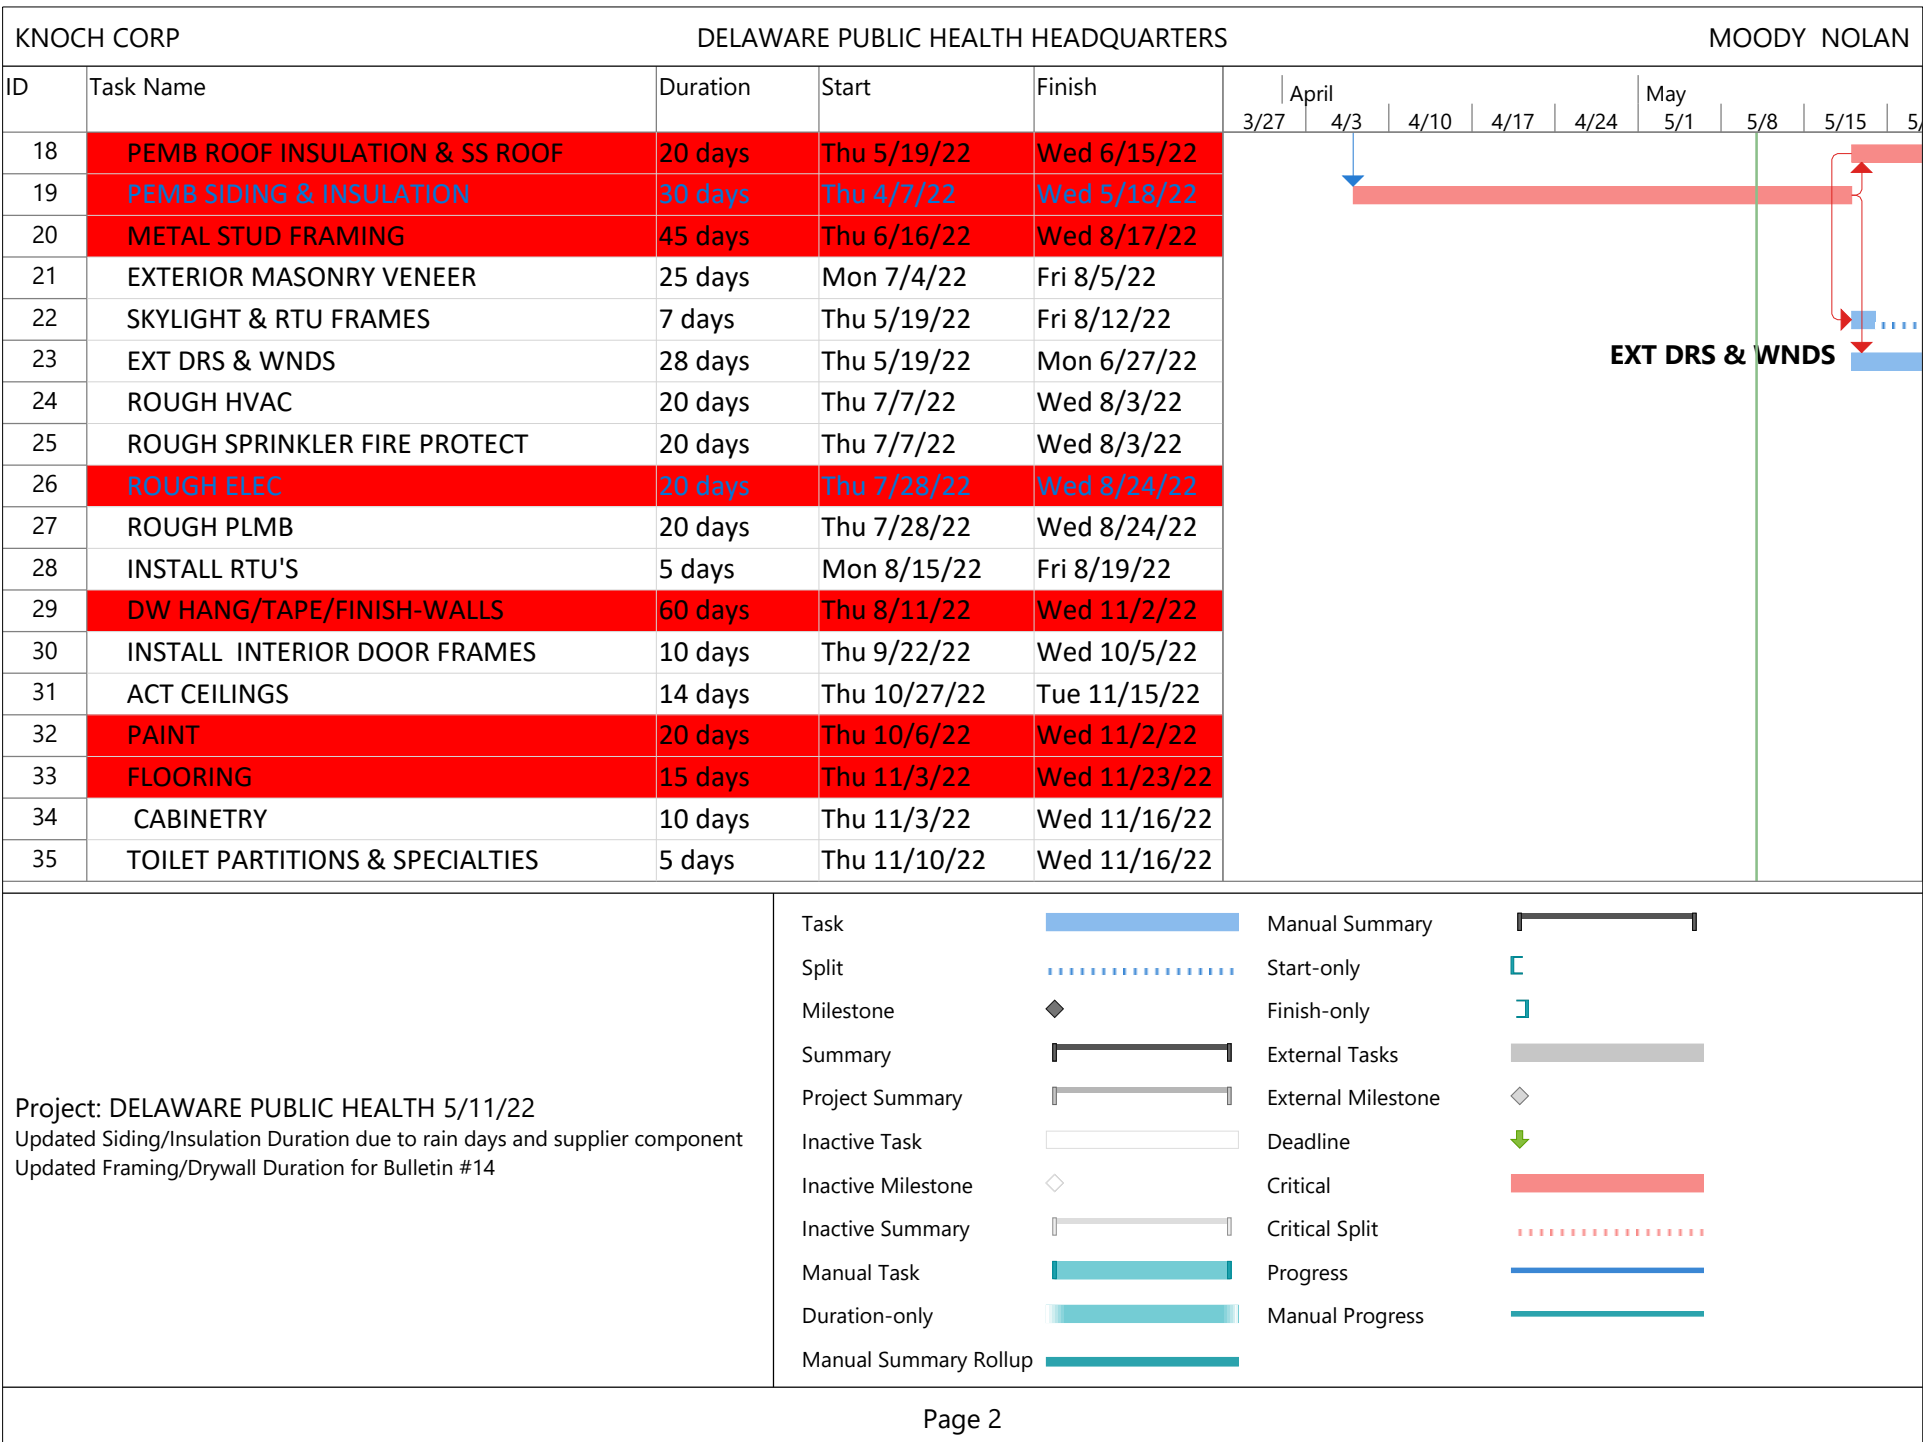 KNOCH CORP DELAWARE PUBLIC HEALTH HEADQUARTERS MOODY  NOLAN
ID Task Name Duration Start Finish April May
3/27 4/3 4/10 4/17 4/24 5/1 5/8 5/15 5/
18 PEMB ROOF INSULATION & SS ROOF 20 days Thu 5/19/22 Wed 6/15/22
19 PEMB SIDING & INSULATION 30 days Thu 4/7/22 Wed 5/18/22
20 METAL STUD FRAMING 45 days Thu 6/16/22 Wed 8/17/22
21 EXTERIOR MASONRY VENEER 25 days Mon 7/4/22 Fri 8/5/22
22 SKYLIGHT & RTU FRAMES 7 days Thu 5/19/22 Fri 8/12/22
23 EXT DRS & WNDS 28 days Thu 5/19/22 Mon 6/27/22 EXT DRS & WNDS
24 ROUGH HVAC 20 days Thu 7/7/22 Wed 8/3/22
25 ROUGH SPRINKLER FIRE PROTECT 20 days Thu 7/7/22 Wed 8/3/22
26 ROUGH ELEC 20 days Thu 7/28/22 Wed 8/24/22
27 ROUGH PLMB 20 days Thu 7/28/22 Wed 8/24/22
28 INSTALL RTU'S 5 days Mon 8/15/22 Fri 8/19/22
29 DW HANG/TAPE/FINISH-WALLS 60 days Thu 8/11/22 Wed 11/2/22
30 INSTALL  INTERIOR DOOR FRAMES 10 days Thu 9/22/22 Wed 10/5/22
31 ACT CEILINGS 14 days Thu 10/27/22 Tue 11/15/22
32 PAINT 20 days Thu 10/6/22 Wed 11/2/22
33 FLOORING 15 days Thu 11/3/22 Wed 11/23/22
34 CABINETRY 10 days Thu 11/3/22 Wed 11/16/22
35 TOILET PARTITIONS & SPECIALTIES 5 days Thu 11/10/22 Wed 11/16/22
Project: DELAWARE PUBLIC HEALTH 5/11/22
Updated Siding/Insulation Duration due to rain days and supplier component
Updated Framing/Drywall Duration for Bulletin #14
Task
Split
Milestone
Summary
Project Summary
Inactive Task
Inactive Milestone
Inactive Summary
Manual Task
Duration-only
Manual Summary Rollup
Manual Summary
Start-only
Finish-only
External Tasks
External Milestone
Deadline
Critical
Critical Split
Progress
Manual Progress
Page 2